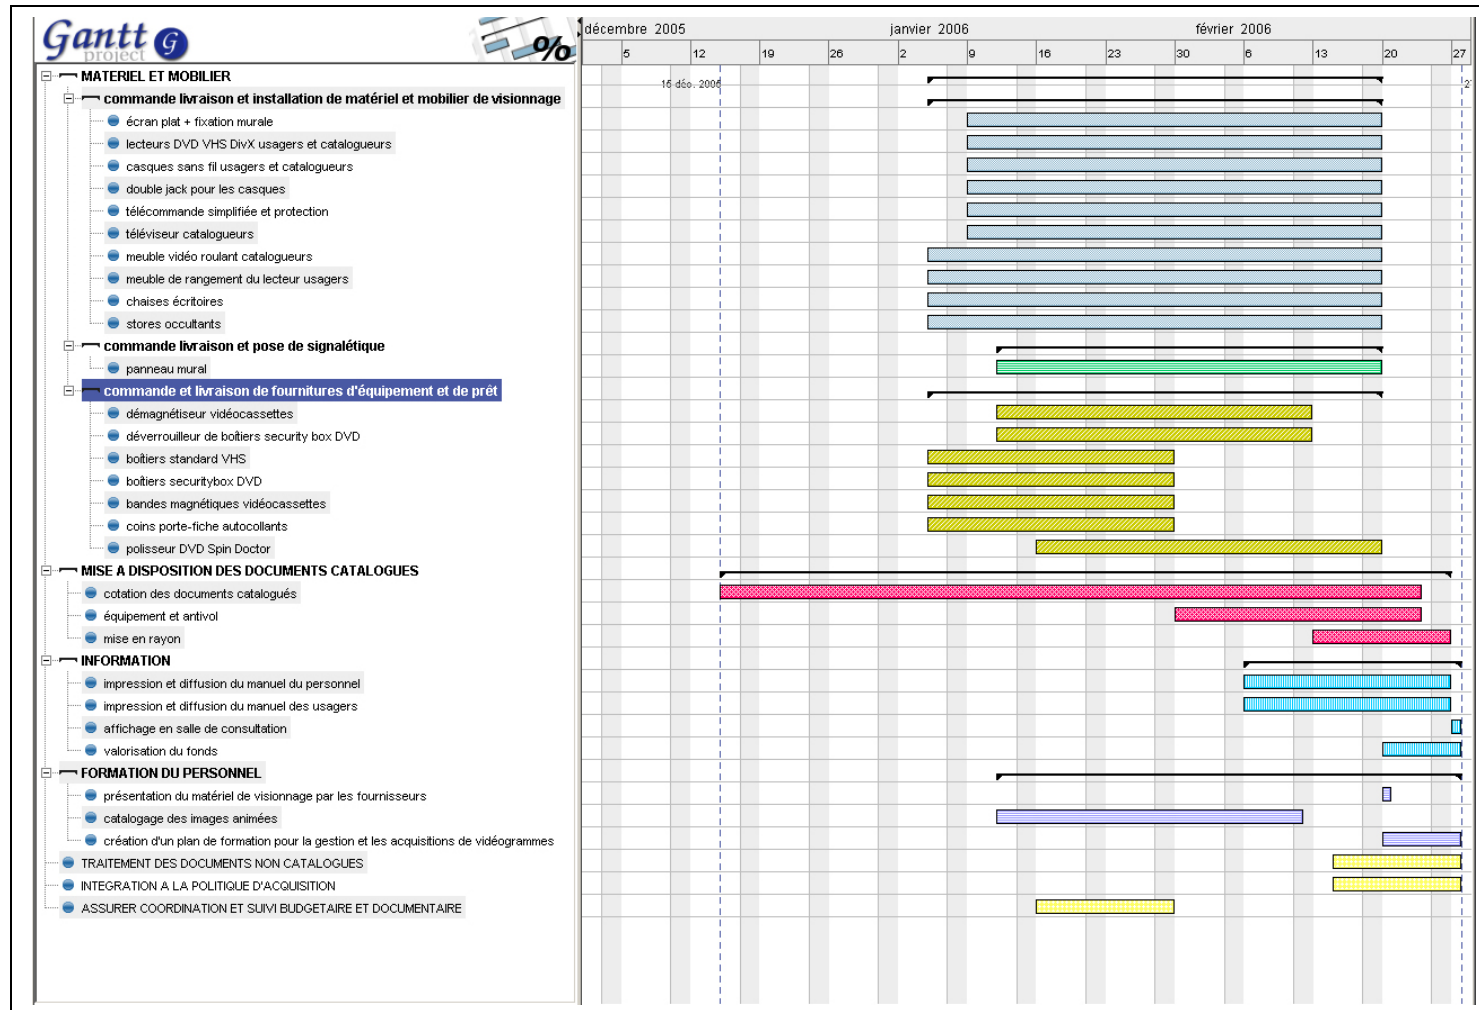 Gantt G
project
%
décembre 2005 janvier 2006 février 2006
5 12 19 26 2 9 16 23 30 6 13 20 27
MATERIEL ET MOBILIER
commande livraison et installation de matériel et mobilier de visionnage
écran plat + fixation murale
lecteurs DVD VHS DivX usagers et catalogueurs
casques sans fil usagers et catalogueurs
double jack pour les casques
télécommande simplifiée et protection
téléviseur catalogueurs
meuble vidéo roulant catalogueurs
meuble de rangement du lecteur usagers
chaises écritoires
stores occultants
commande livraison et pose de signalétique
panneau mural
commande et livraison de fournitures d'équipement et de prêt
démagnétiseur vidéocassettes
déverrouilleur de boîtiers security box DVD
boîtiers standard VHS
boîtiers securitybox DVD
bandes magnétiques vidéocassettes
coins porte-fiche autocollants
polisseur DVD Spin Doctor
MISE A DISPOSITION DES DOCUMENTS CATALOGUES
cotation des documents catalogués
équipement et antivol
mise en rayon
INFORMATION
impression et diffusion du manuel du personnel
impression et diffusion du manuel des usagers
affichage en salle de consultation
valorisation du fonds
FORMATION DU PERSONNEL
présentation du matériel de visionnage par les fournisseurs
catalogage des images animées
création d'un plan de formation pour la gestion et les acquisitions de vidéogrammes
TRAITEMENT DES DOCUMENTS NON CATALOGUES
INTEGRATION A LA POLITIQUE D'ACQUISITION
ASSURER COORDINATION ET SUIVI BUDGETAIRE ET DOCUMENTAIRE